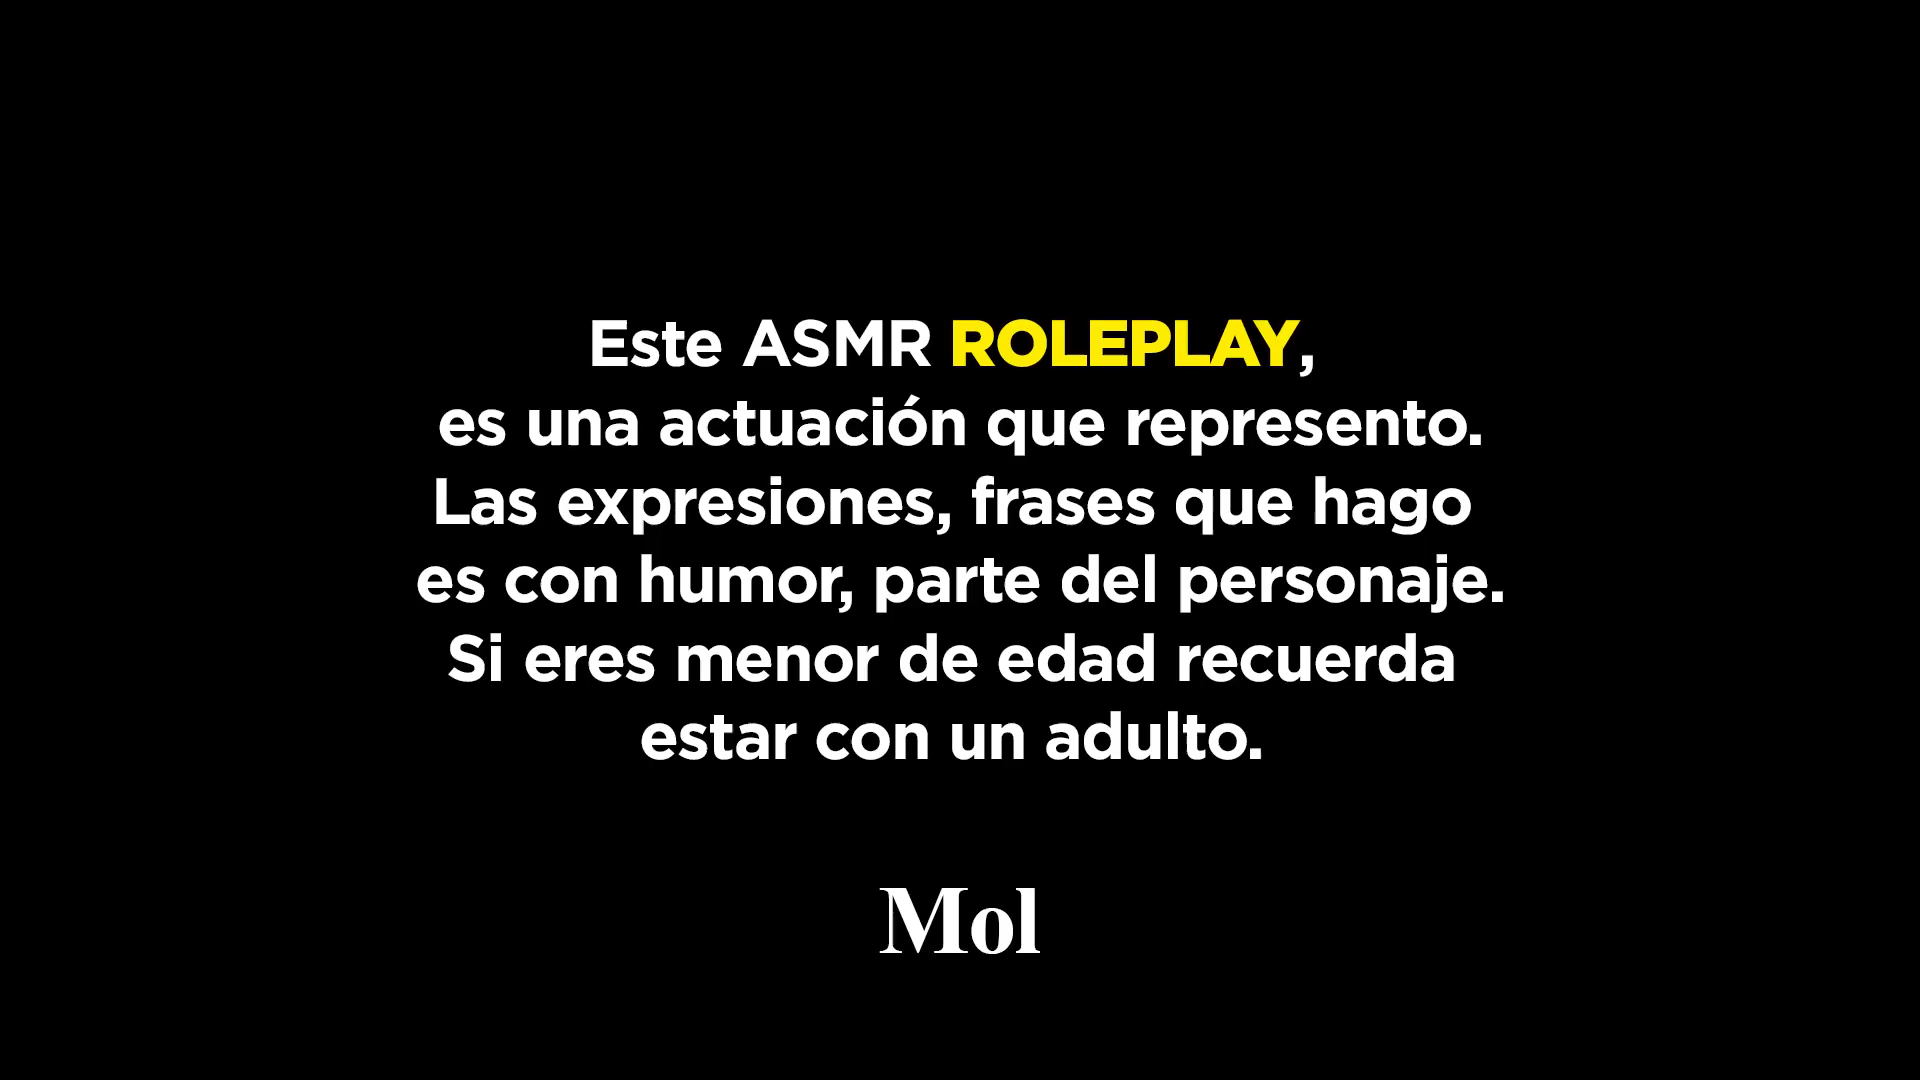 Este ASMR ROLEPLAY,
es una actuación que represento.
Las expresiones, frases que hago
es con humor, parte del personaje.
Si eres menor de edad recuerda
estar con un adulto.
Mol